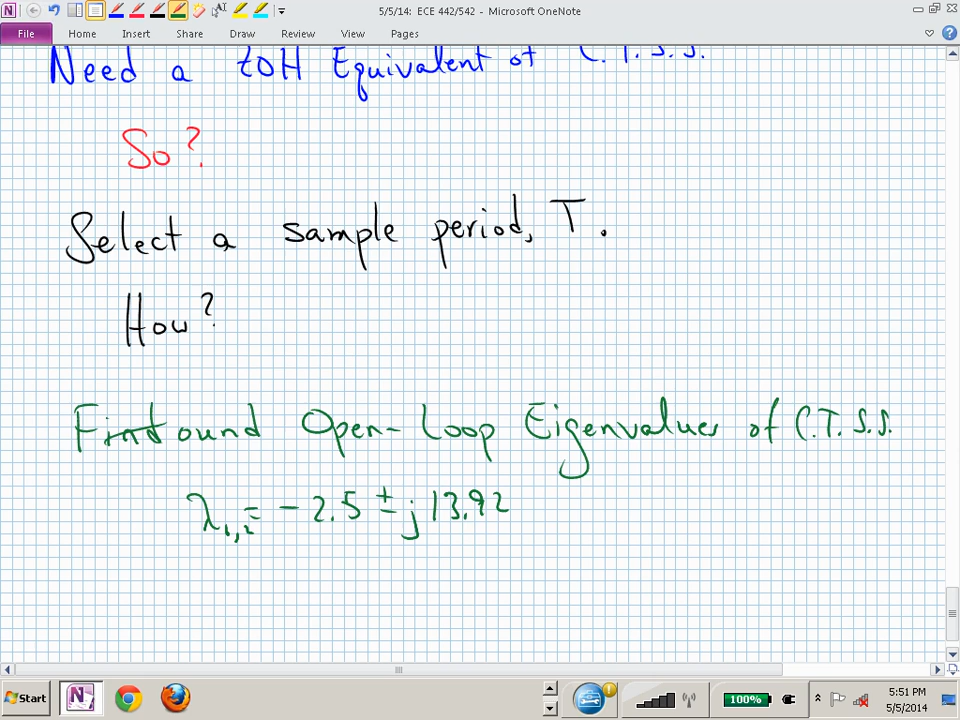 5/5/14: ECE 442/542 - Microsoft OneNote
File Home Insert Share Draw Review View Pages
Need a ZOH Equivalent of C.T.S.S.
So?
Select a sample period, T.
How?
Found Open-Loop Eigenvalues of C.T.S.S.
λ1,2 = -2.5 ± j 13.92
Start 100% 5:51 PM
5/5/2014